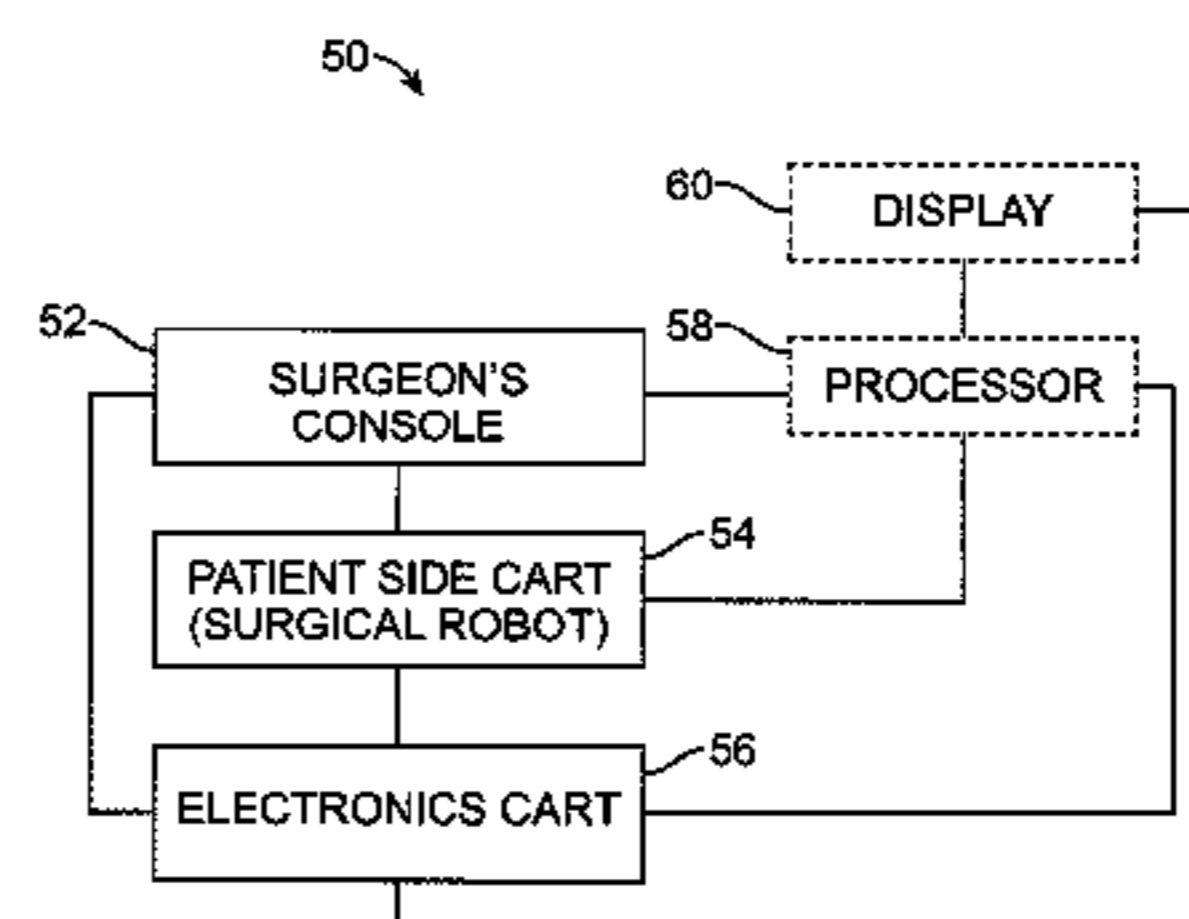 50
60
DISPLAY
52
58
SURGEON'S
CONSOLE
PROCESSOR
54
PATIENT SIDE CART
(SURGICAL ROBOT)
56
ELECTRONICS CART